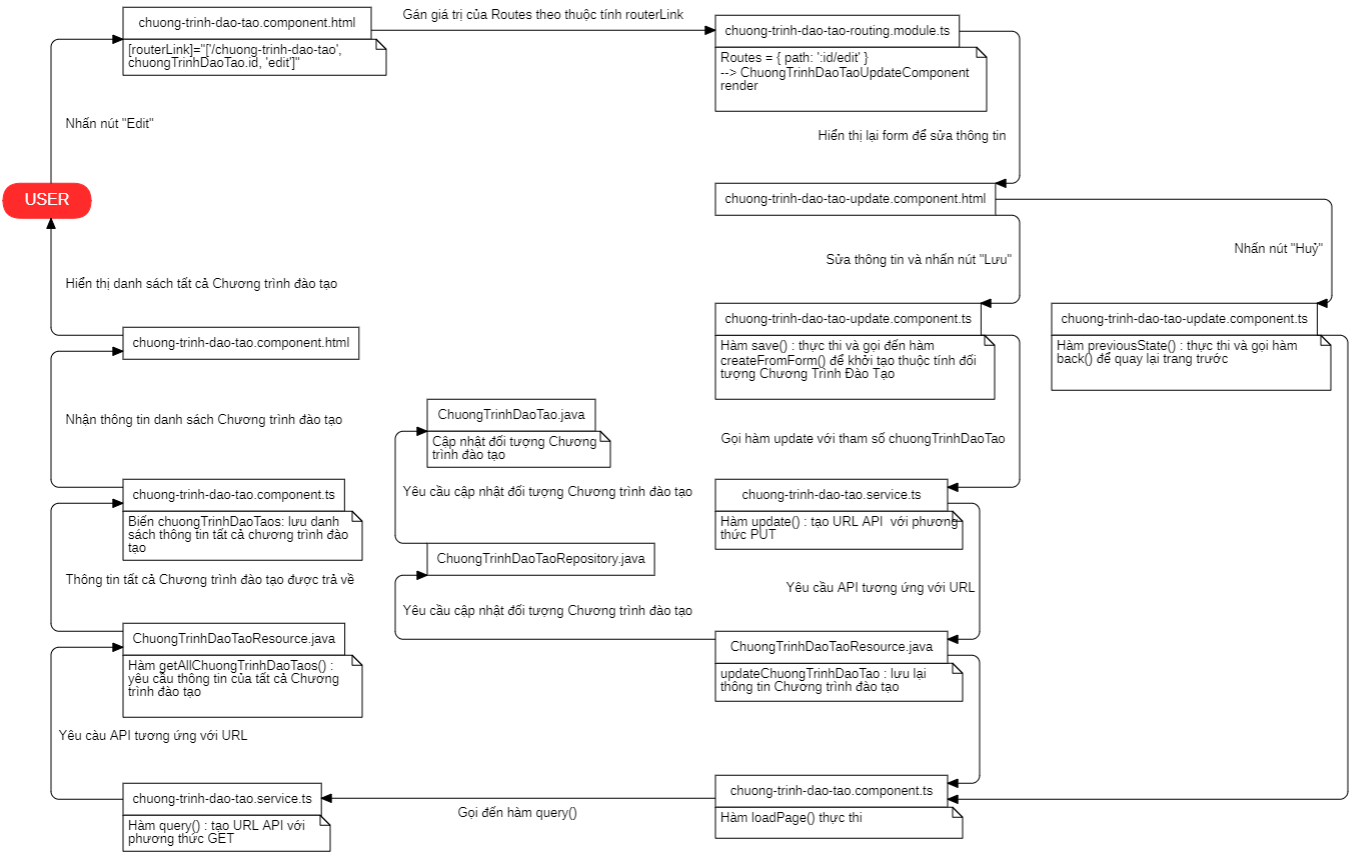 chuong-trinh-dao-tao.component.html
[routerLink]="['/chuong-trinh-dao-tao',
chuongTrinhDaoTao.id, 'edit']"
Gán giá trị của Routes theo thuộc tính routerLink
chuong-trinh-dao-tao-routing.module.ts
Routes = { path: ':id/edit' }
--> ChuongTrinhDaoTaoUpdateComponent
render
Nhấn nút "Edit"
Hiển thị lại form để sửa thông tin
USER
chuong-trinh-dao-tao-update.component.html
Sửa thông tin và nhấn nút "Lưu"
Nhấn nút "Huỷ"
Hiển thị danh sách tất cả Chương trình đào tạo
chuong-trinh-dao-tao.component.html
chuong-trinh-dao-tao-update.component.ts
Hàm save() : thực thi và gọi đến hàm
createFromForm() để khởi tạo thuộc tính đối
tượng Chương Trình Đào Tạo
chuong-trinh-dao-tao-update.component.ts
Hàm previousState() : thực thi và gọi hàm
back() để quay lại trang trước
Nhận thông tin danh sách Chương trình đào tạo
ChuongTrinhDaoTao.java
Cập nhật đối tượng Chương
trình đào tạo
Gọi hàm update với tham số chuongTrinhDaoTao
chuong-trinh-dao-tao.component.ts
Biến chuongTrinhDaoTaos: lưu danh
sách thông tin tất cả chương trình đào
tạo
Yêu cầu cập nhật đối tượng Chương trình đào tạo
chuong-trinh-dao-tao.service.ts
Hàm update() : tạo URL API với phương
thức PUT
ChuongTrinhDaoTaoRepository.java
Thông tin tất cả Chương trình đào tạo được trả về
Yêu cầu API tương ứng với URL
Yêu cầu cập nhật đối tượng Chương trình đào tạo
ChuongTrinhDaoTaoResource.java
Hàm getAllChuongTrinhDaoTaos() :
yêu cầu thông tin của tất cả Chương
trình đào tạo
ChuongTrinhDaoTaoResource.java
updateChuongTrinhDaoTao : lưu lại
thông tin Chương trình đào tạo
Yêu càu API tương ứng với URL
chuong-trinh-dao-tao.service.ts
Hàm query() : tạo URL API với
phương thức GET
Gọi đến hàm query()
chuong-trinh-dao-tao.component.ts
Hàm loadPage() thực thi